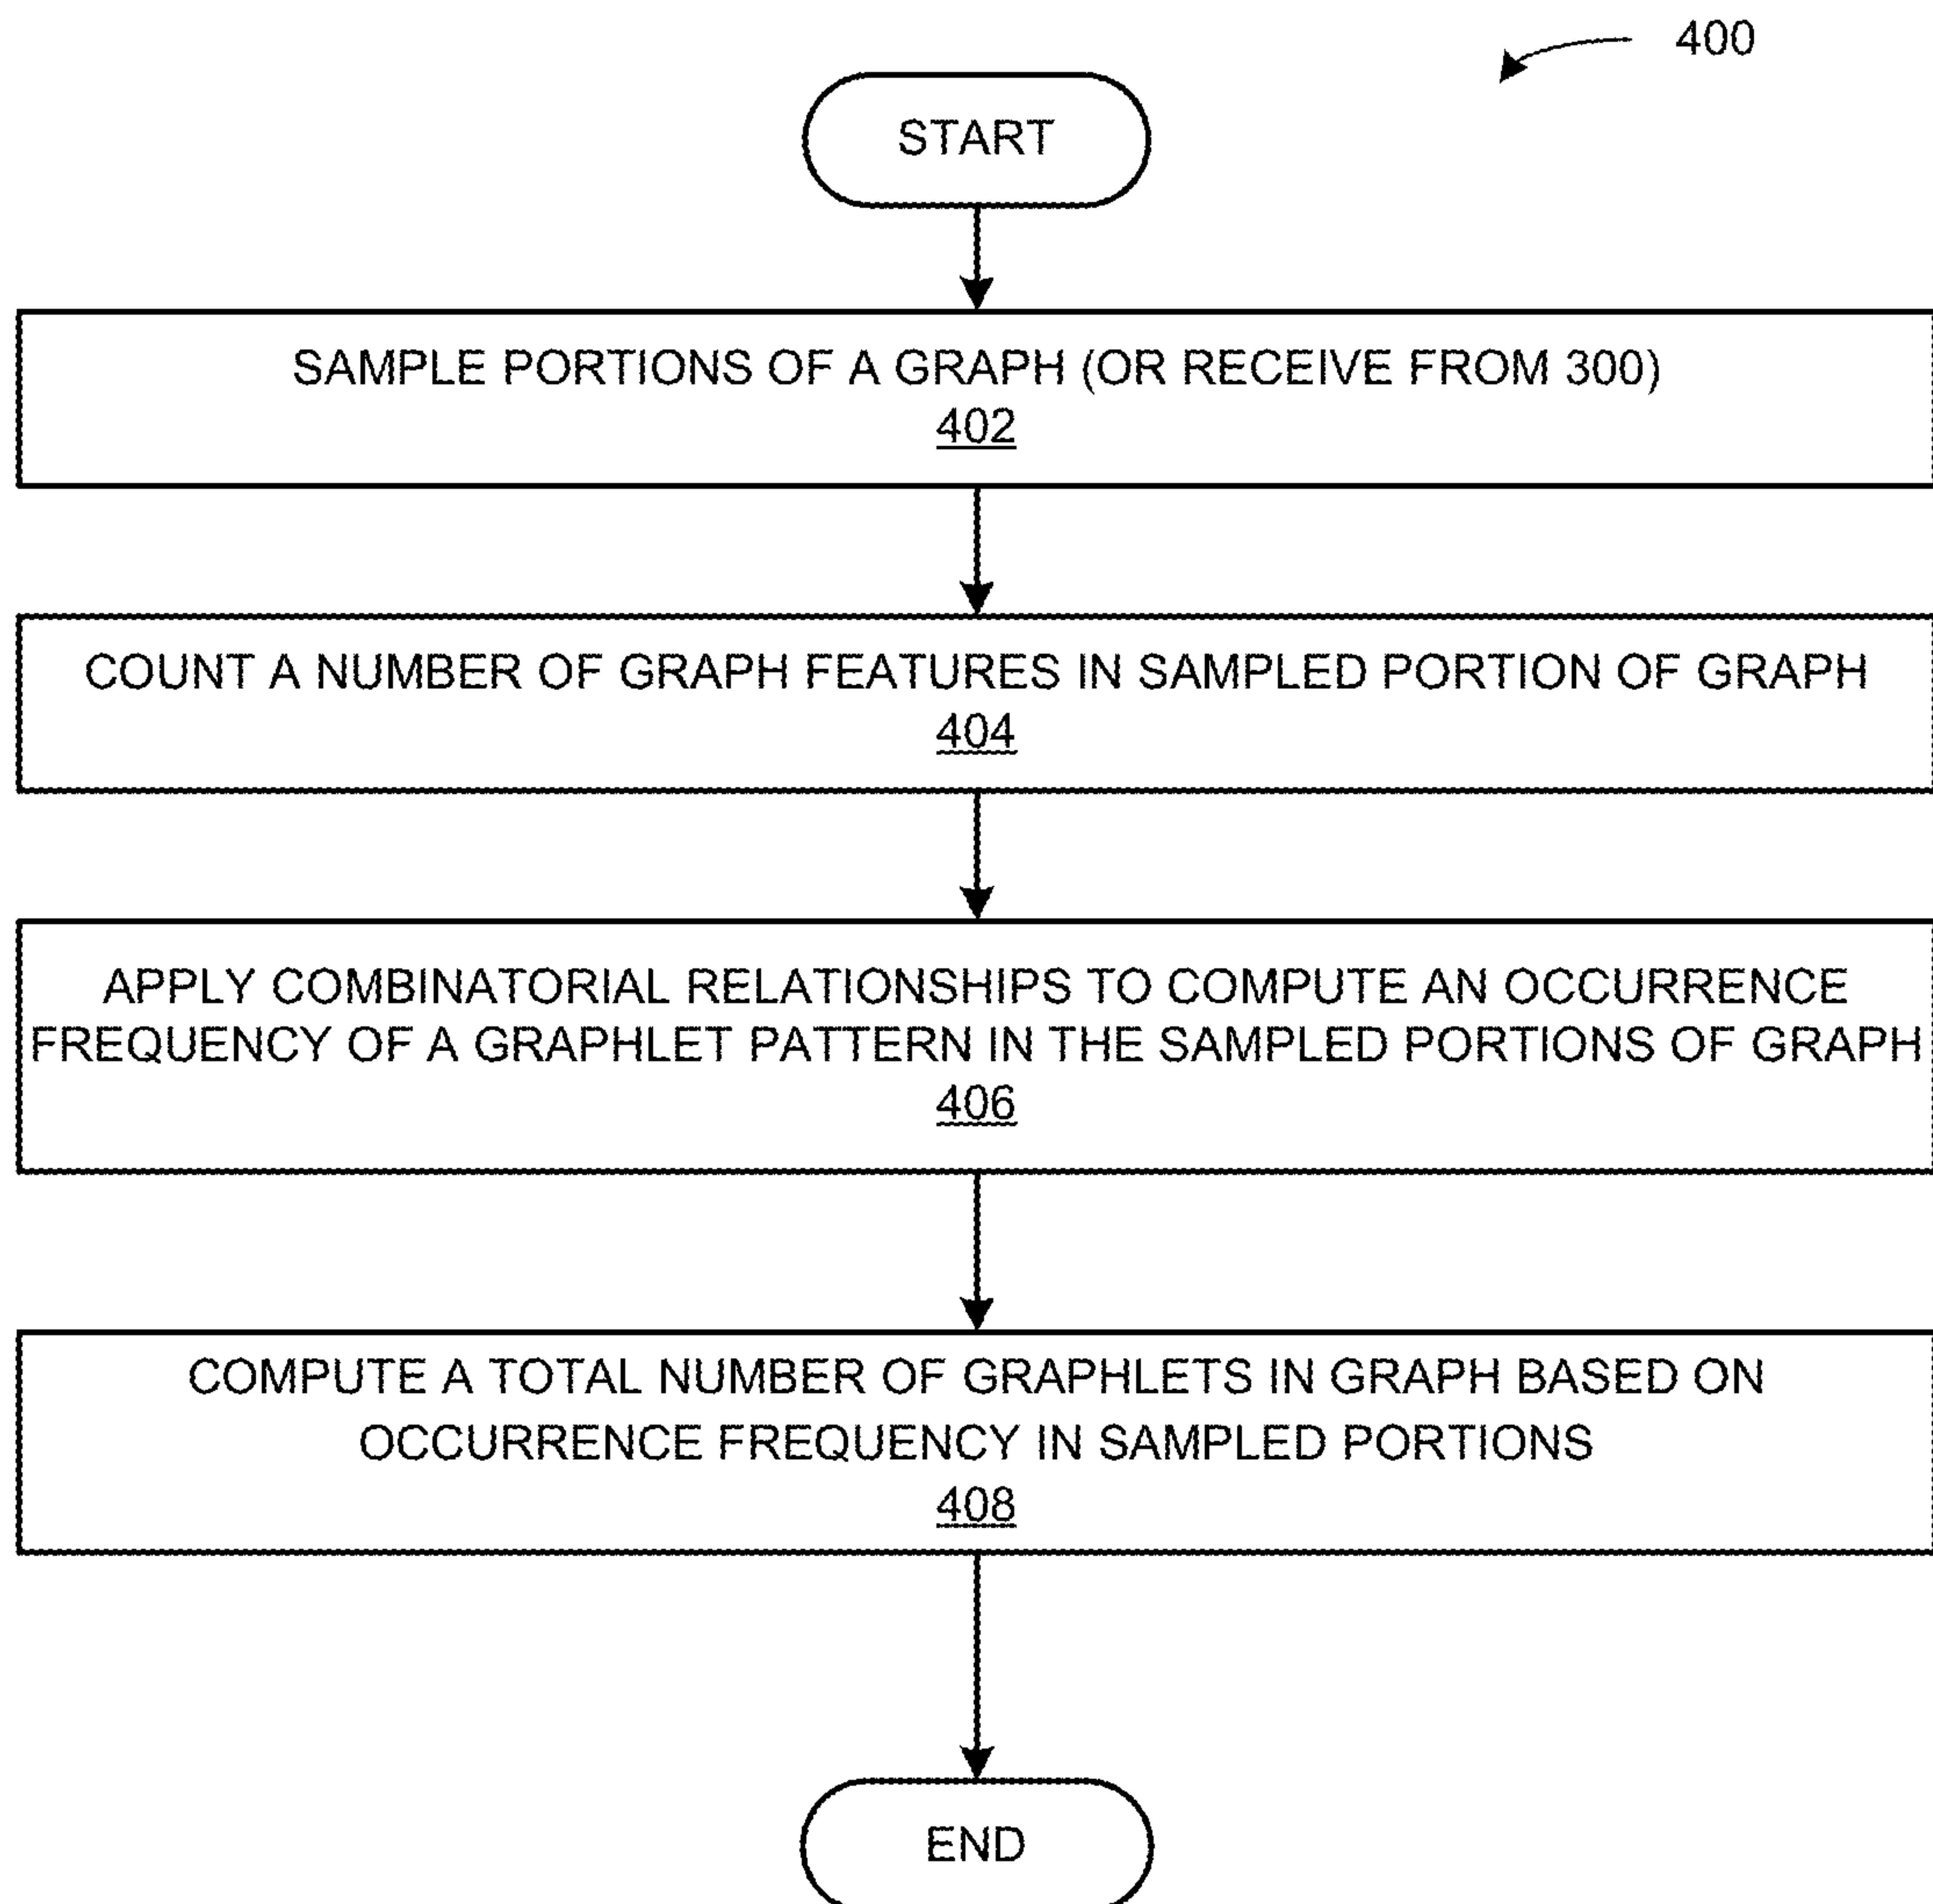 400
START
SAMPLE PORTIONS OF A GRAPH (OR RECEIVE FROM 300)
402
COUNT A NUMBER OF GRAPH FEATURES IN SAMPLED PORTION OF GRAPH
404
APPLY COMBINATORIAL RELATIONSHIPS TO COMPUTE AN OCCURRENCE
FREQUENCY OF A GRAPHLET PATTERN IN THE SAMPLED PORTIONS OF GRAPH
406
COMPUTE A TOTAL NUMBER OF GRAPHLETS IN GRAPH BASED ON
OCCURRENCE FREQUENCY IN SAMPLED PORTIONS
408
END